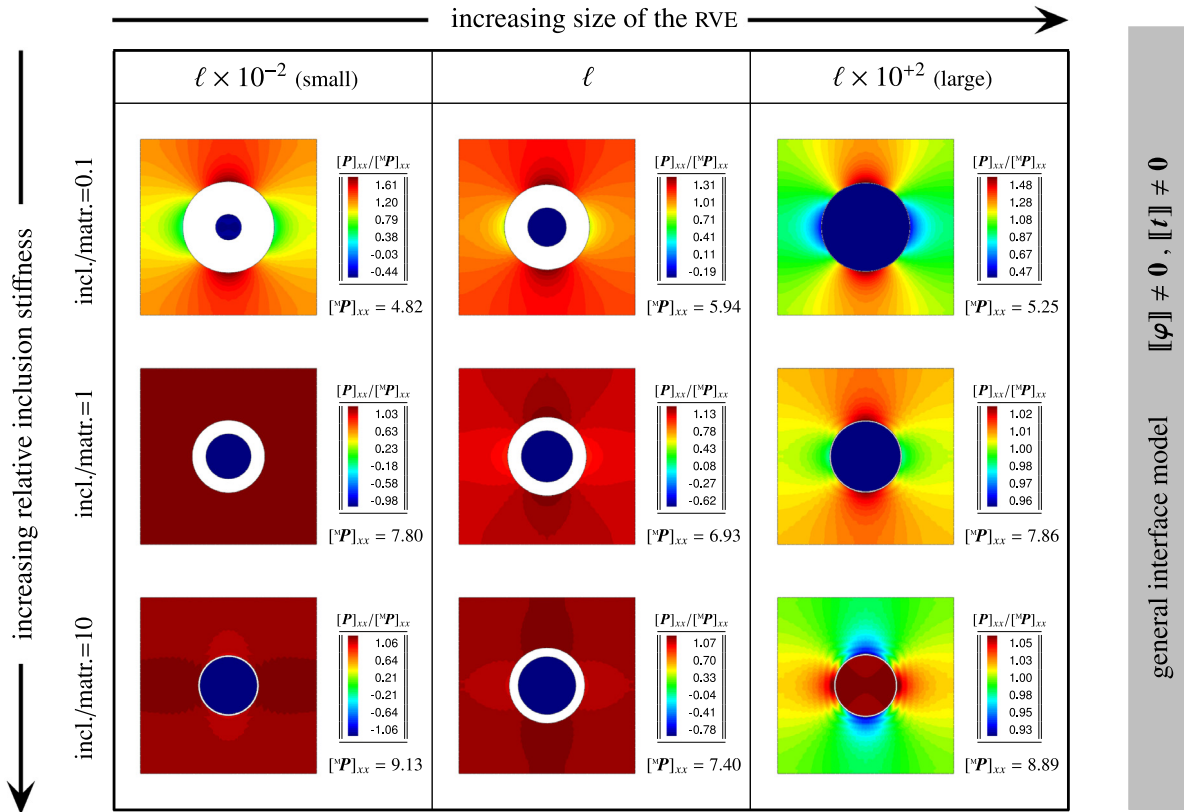 increasing size of the RVE
ℓ × 10⁻² (small)
ℓ
ℓ × 10⁺² (large)
increasing relative inclusion stiffness
incl./matr.=0.1
[P]xx/[ᴹP]xx
1.61
1.20
0.79
0.38
-0.03
-0.44
[ᴹP]xx = 4.82
[P]xx/[ᴹP]xx
1.31
1.01
0.71
0.41
0.11
-0.19
[ᴹP]xx = 5.94
[P]xx/[ᴹP]xx
1.48
1.28
1.08
0.87
0.67
0.47
[ᴹP]xx = 5.25
incl./matr.=1
[P]xx/[ᴹP]xx
1.03
0.63
0.23
-0.18
-0.58
-0.98
[ᴹP]xx = 7.80
[P]xx/[ᴹP]xx
1.13
0.78
0.43
0.08
-0.27
-0.62
[ᴹP]xx = 6.93
[P]xx/[ᴹP]xx
1.02
1.01
1.00
0.98
0.97
0.96
[ᴹP]xx = 7.86
incl./matr.=10
[P]xx/[ᴹP]xx
1.06
0.64
0.21
-0.21
-0.64
-1.06
[ᴹP]xx = 9.13
[P]xx/[ᴹP]xx
1.07
0.70
0.33
-0.04
-0.41
-0.78
[ᴹP]xx = 7.40
[P]xx/[ᴹP]xx
1.05
1.03
1.00
0.98
0.95
0.93
[ᴹP]xx = 8.89
general interface model ⟦φ⟧ ≠ 0 , ⟦t⟧ ≠ 0